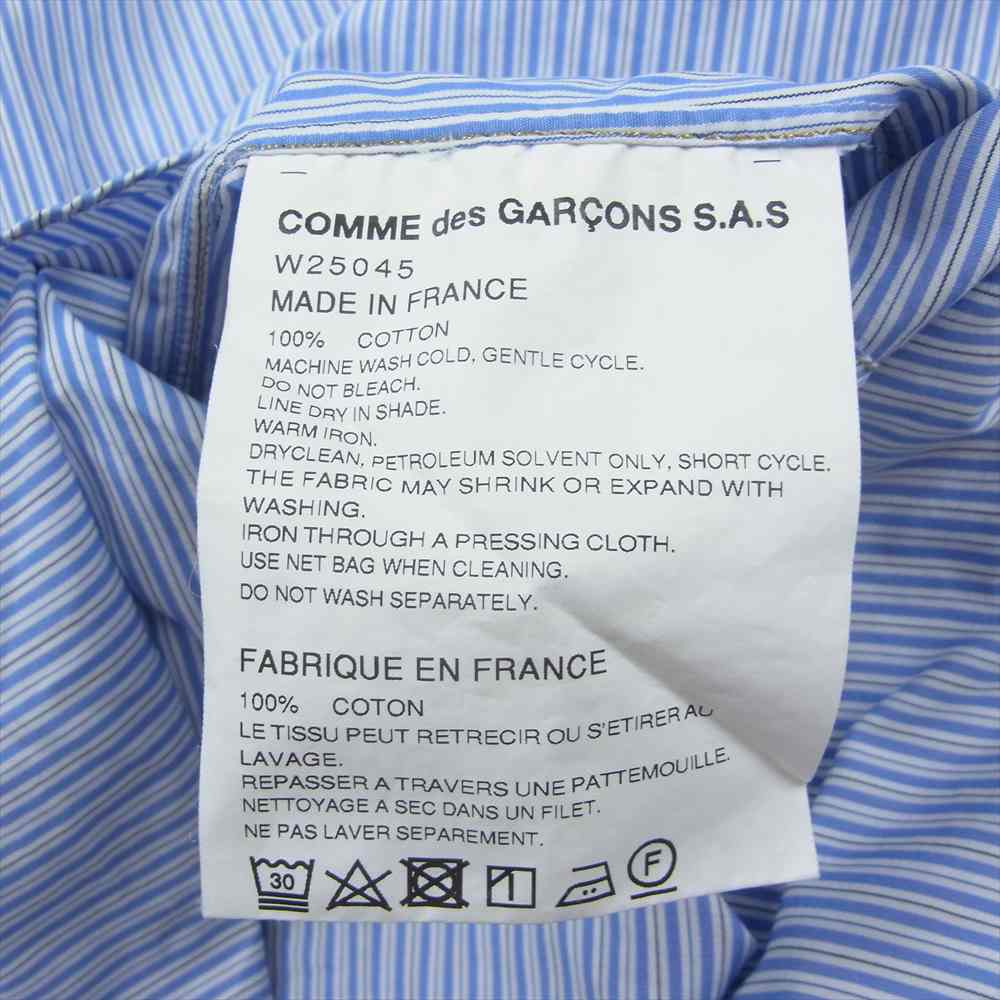 COMME des GARÇONS S.A.S
W25045
MADE IN FRANCE
100% COTTON
MACHINE WASH COLD, GENTLE CYCLE.
DO NOT BLEACH.
LINE DRY IN SHADE.
WARM IRON.
DRYCLEAN, PETROLEUM SOLVENT ONLY, SHORT CYCLE.
THE FABRIC MAY SHRINK OR EXPAND WITH
WASHING.
IRON THROUGH A PRESSING CLOTH.
USE NET BAG WHEN CLEANING.
DO NOT WASH SEPARATELY.
FABRIQUE EN FRANCE
100% COTON
LE TISSU PEUT RETRECIR OU S'ETIRER AU
LAVAGE.
REPASSER A TRAVERS UNE PATTEMOUILLE.
NETTOYAGE A SEC DANS UN FILET.
NE PAS LAVER SEPAREMENT.
30 F